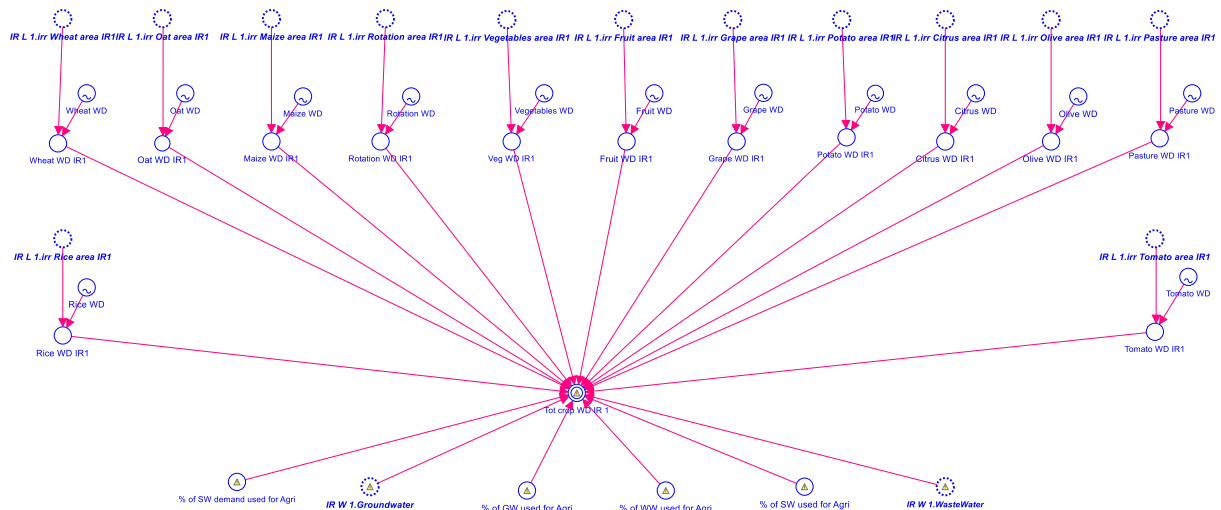 IR L 1.irr Wheat area IR1
IR L 1.irr Oat area IR1
IR L 1.irr Maize area IR1
IR L 1.irr Rotation area IR1
IR L 1.irr Vegetables area IR1
IR L 1.irr Fruit area IR1
IR L 1.irr Grape area IR1
IR L 1.irr Potato area IR1
IR L 1.irr Citrus area IR1
IR L 1.irr Olive area IR1
IR L 1.irr Pasture area IR1
Wheat WD
Oat WD
Maize WD
Rotation WD
Vegetables WD
Fruit WD
Grape WD
Potato WD
Citrus WD
Olive WD
Pasture WD
Wheat WD IR1
Oat WD IR1
Maize WD IR1
Rotation WD IR1
Veg WD IR1
Fruit WD IR1
Grape WD IR1
Potato WD IR1
Citrus WD IR1
Olive WD IR1
Pasture WD IR1
IR L 1.irr Rice area IR1
IR L 1.irr Tomato area IR1
Rice WD
Tomato WD
Rice WD IR1
Tomato WD IR1
Tot crop WD IR 1
% of SW demand used for Agri
IR W 1.Groundwater
% of GW used for Agri
% of WW used for Agri
% of SW used for Agri
IR W 1.WasteWater